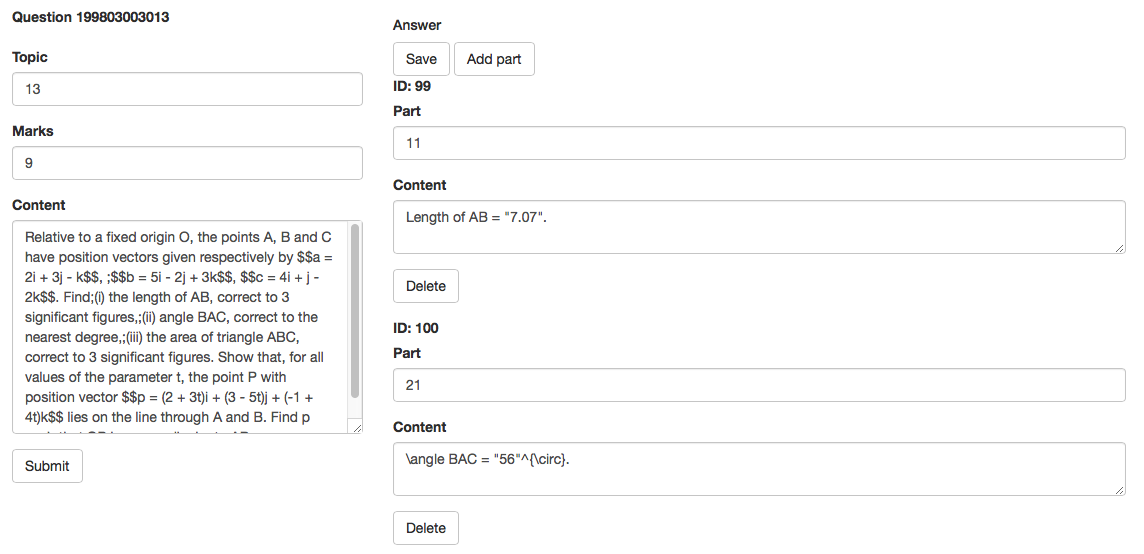 Question 199803003013
Topic
13
Marks
9
Content
Relative to a fixed origin O, the points A, B and C
have position vectors given respectively by $$a =
2i + 3j - k$$, ;$$b = 5i - 2j + 3k$$, $$c = 4i + j -
2k$$. Find;(i) the length of AB, correct to 3
significant figures,;(ii) angle BAC, correct to the
nearest degree,;(iii) the area of triangle ABC,
correct to 3 significant figures. Show that, for all
values of the parameter t, the point P with
position vector $$p = (2 + 3t)i + (3 - 5t)j + (-1 +
4t)k$$ lies on the line through A and B. Find p
Submit
Answer
Save Add part
ID: 99
Part
11
Content
Length of AB = "7.07".
Delete
ID: 100
Part
21
Content
\angle BAC = "56"^{\circ}.
Delete